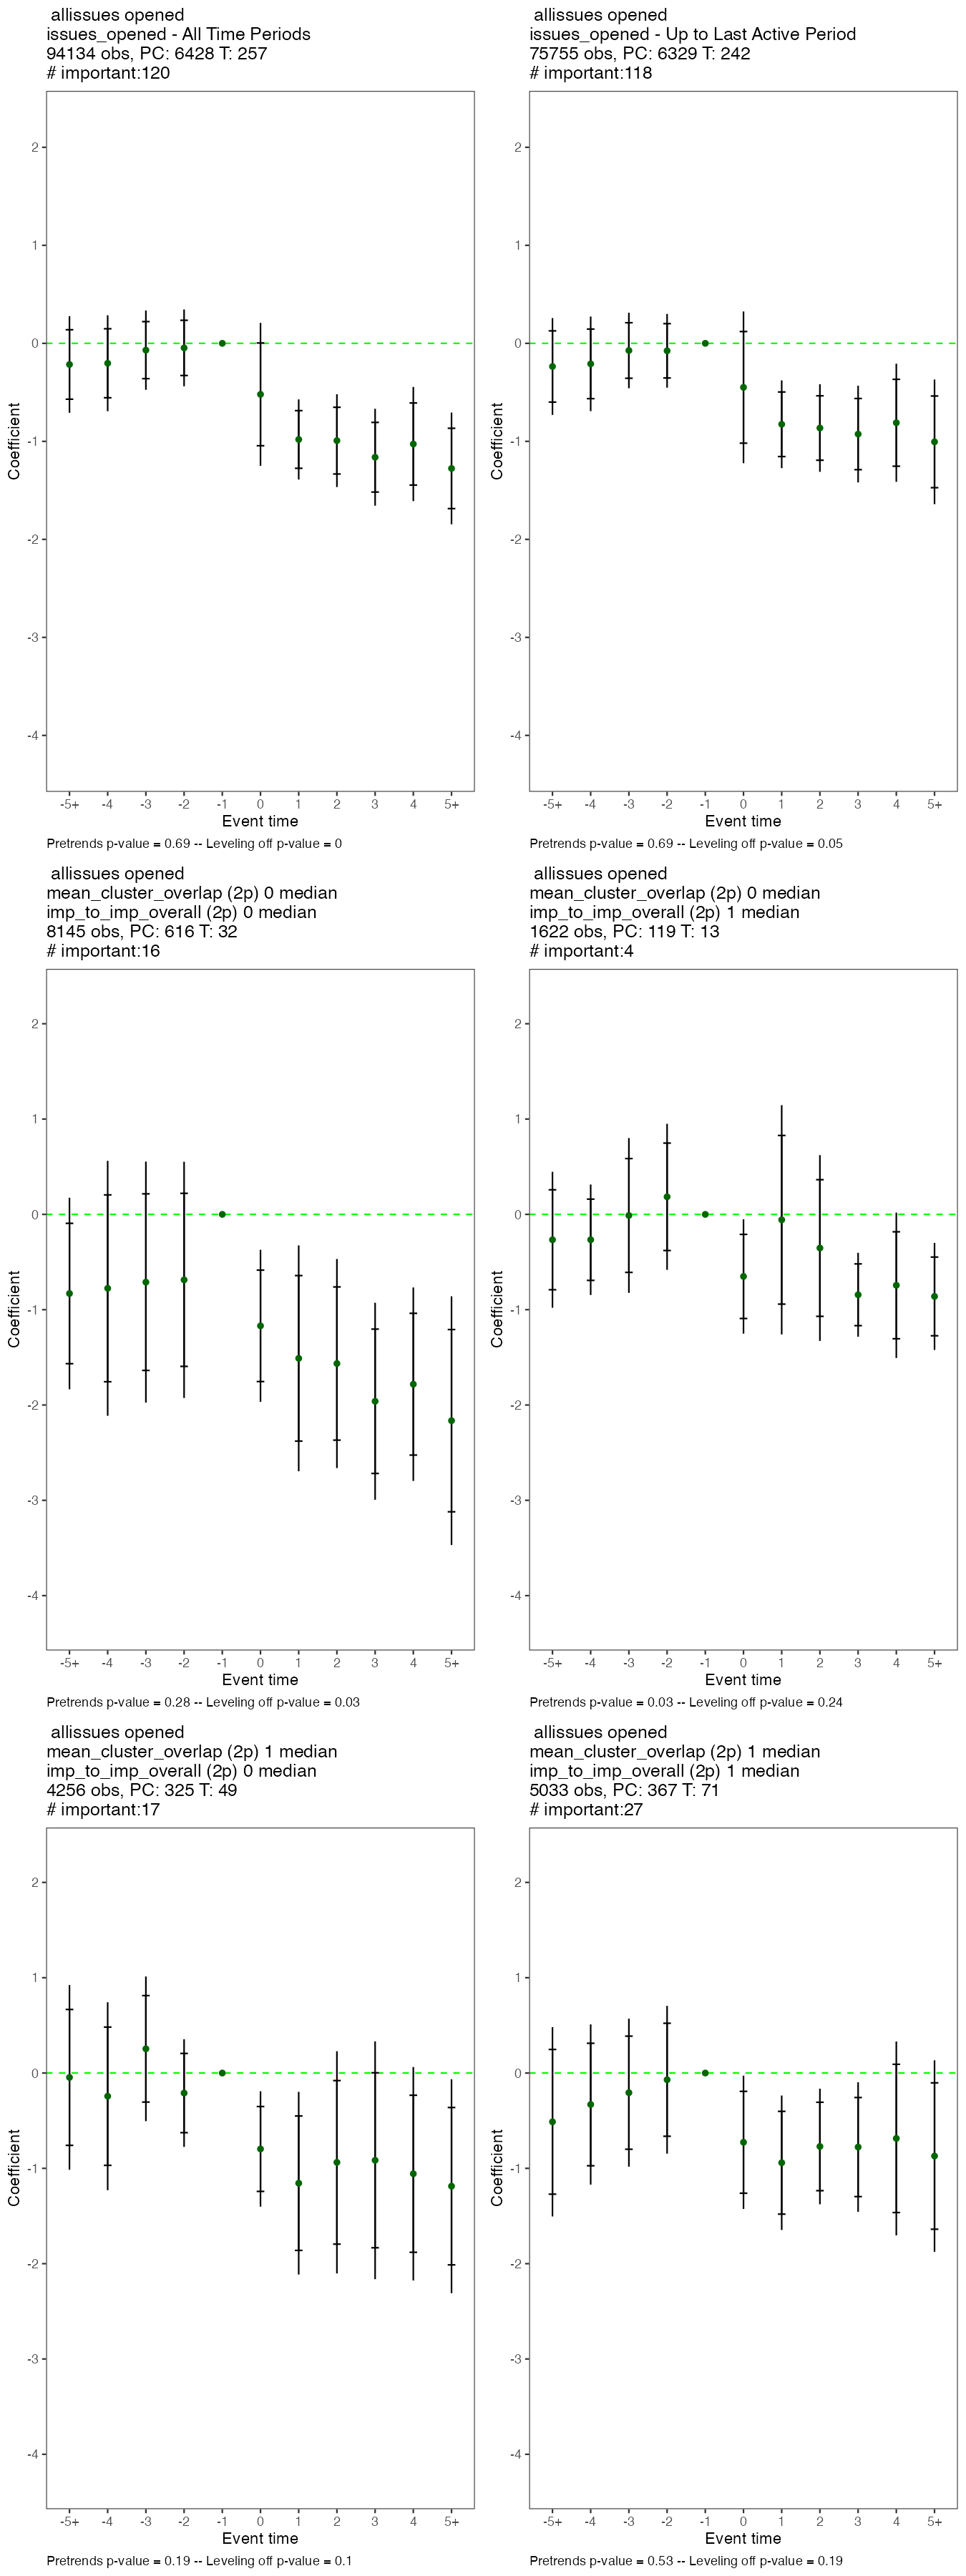 allissues opened
issues_opened - All Time Periods
94134 obs, PC: 6428 T: 257
# important:120
2
1
0
-1
-2
-3
-4
Coefficient
-5+ -4 -3 -2 -1 0 1 2 3 4 5+
Event time
Pretrends p-value = 0.69 -- Leveling off p-value = 0
allissues opened
issues_opened - Up to Last Active Period
75755 obs, PC: 6329 T: 242
# important:118
2
1
0
-1
-2
-3
-4
Coefficient
-5+ -4 -3 -2 -1 0 1 2 3 4 5+
Event time
Pretrends p-value = 0.69 -- Leveling off p-value = 0.05
allissues opened
mean_cluster_overlap (2p) 0 median
imp_to_imp_overall (2p) 0 median
8145 obs, PC: 616 T: 32
# important:16
2
1
0
-1
-2
-3
-4
Coefficient
-5+ -4 -3 -2 -1 0 1 2 3 4 5+
Event time
Pretrends p-value = 0.28 -- Leveling off p-value = 0.03
allissues opened
mean_cluster_overlap (2p) 0 median
imp_to_imp_overall (2p) 1 median
1622 obs, PC: 119 T: 13
# important:4
2
1
0
-1
-2
-3
-4
Coefficient
-5+ -4 -3 -2 -1 0 1 2 3 4 5+
Event time
Pretrends p-value = 0.03 -- Leveling off p-value = 0.24
allissues opened
mean_cluster_overlap (2p) 1 median
imp_to_imp_overall (2p) 0 median
4256 obs, PC: 325 T: 49
# important:17
2
1
0
-1
-2
-3
-4
Coefficient
-5+ -4 -3 -2 -1 0 1 2 3 4 5+
Event time
Pretrends p-value = 0.19 -- Leveling off p-value = 0.1
allissues opened
mean_cluster_overlap (2p) 1 median
imp_to_imp_overall (2p) 1 median
5033 obs, PC: 367 T: 71
# important:27
2
1
0
-1
-2
-3
-4
Coefficient
-5+ -4 -3 -2 -1 0 1 2 3 4 5+
Event time
Pretrends p-value = 0.53 -- Leveling off p-value = 0.19